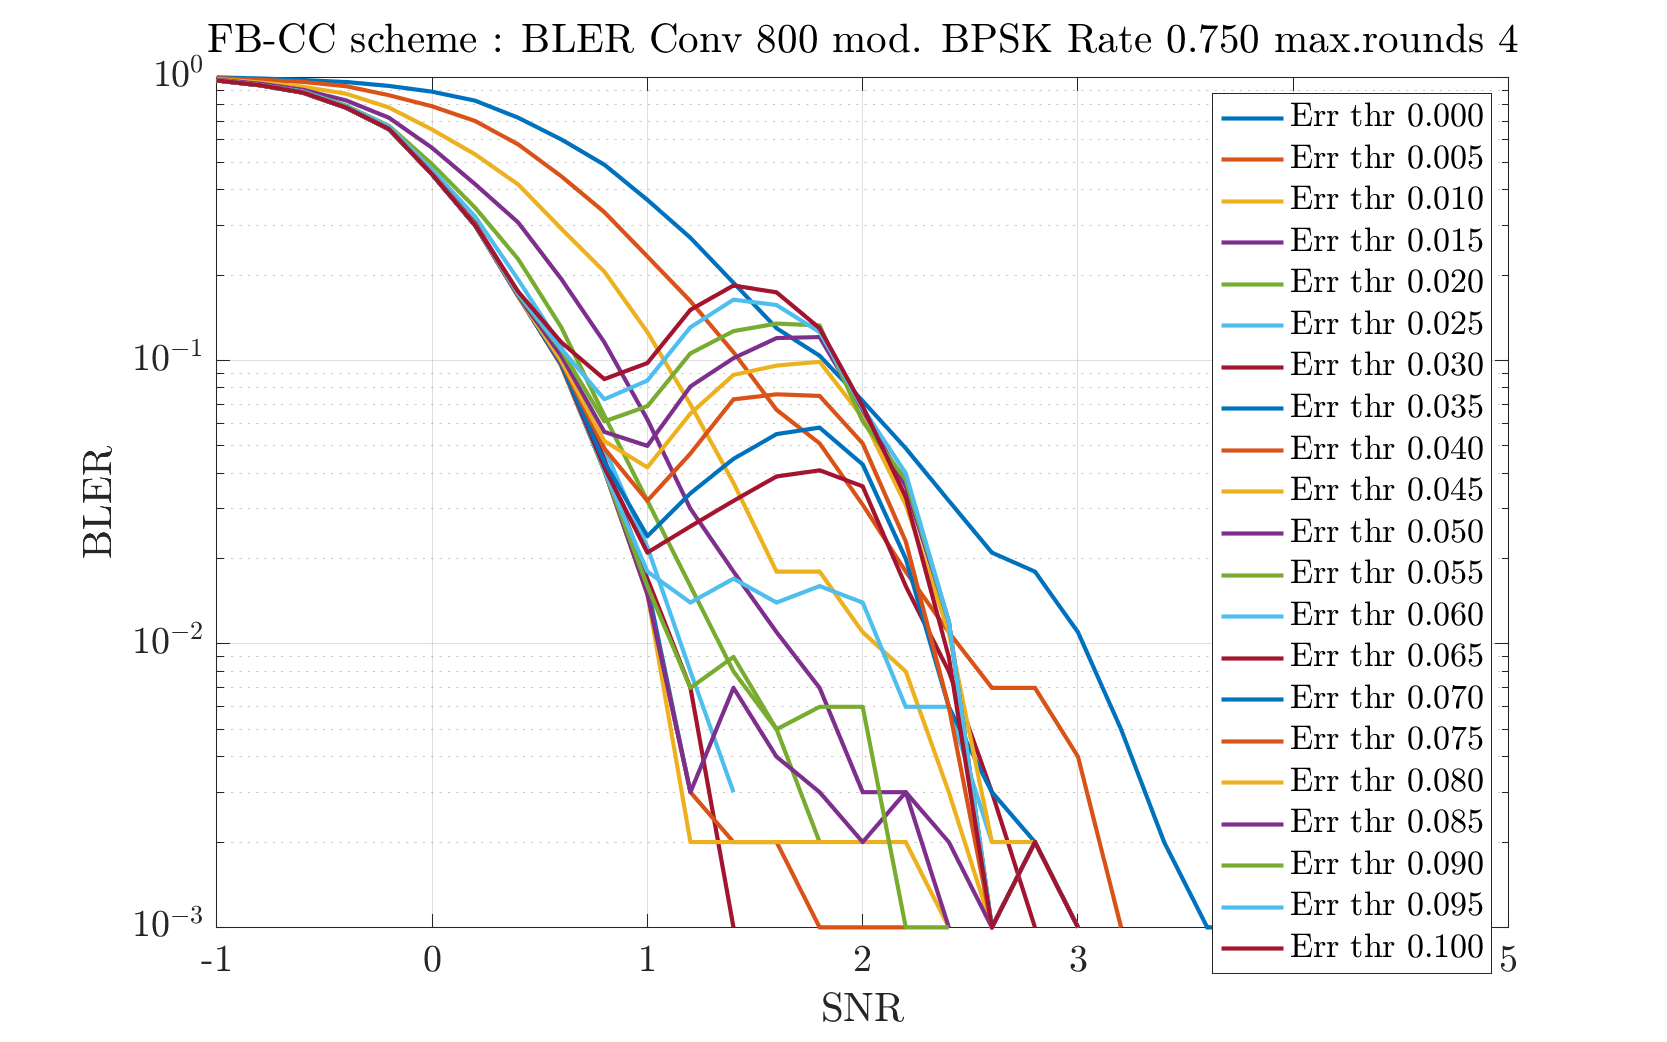 FB-CC scheme : BLER Conv 800 mod. BPSK Rate 0.750 max.rounds 4
10^0
10^-1
10^-2
10^-3
BLER
-1 0 1 2 3 5
SNR
Err thr 0.000
Err thr 0.005
Err thr 0.010
Err thr 0.015
Err thr 0.020
Err thr 0.025
Err thr 0.030
Err thr 0.035
Err thr 0.040
Err thr 0.045
Err thr 0.050
Err thr 0.055
Err thr 0.060
Err thr 0.065
Err thr 0.070
Err thr 0.075
Err thr 0.080
Err thr 0.085
Err thr 0.090
Err thr 0.095
Err thr 0.100